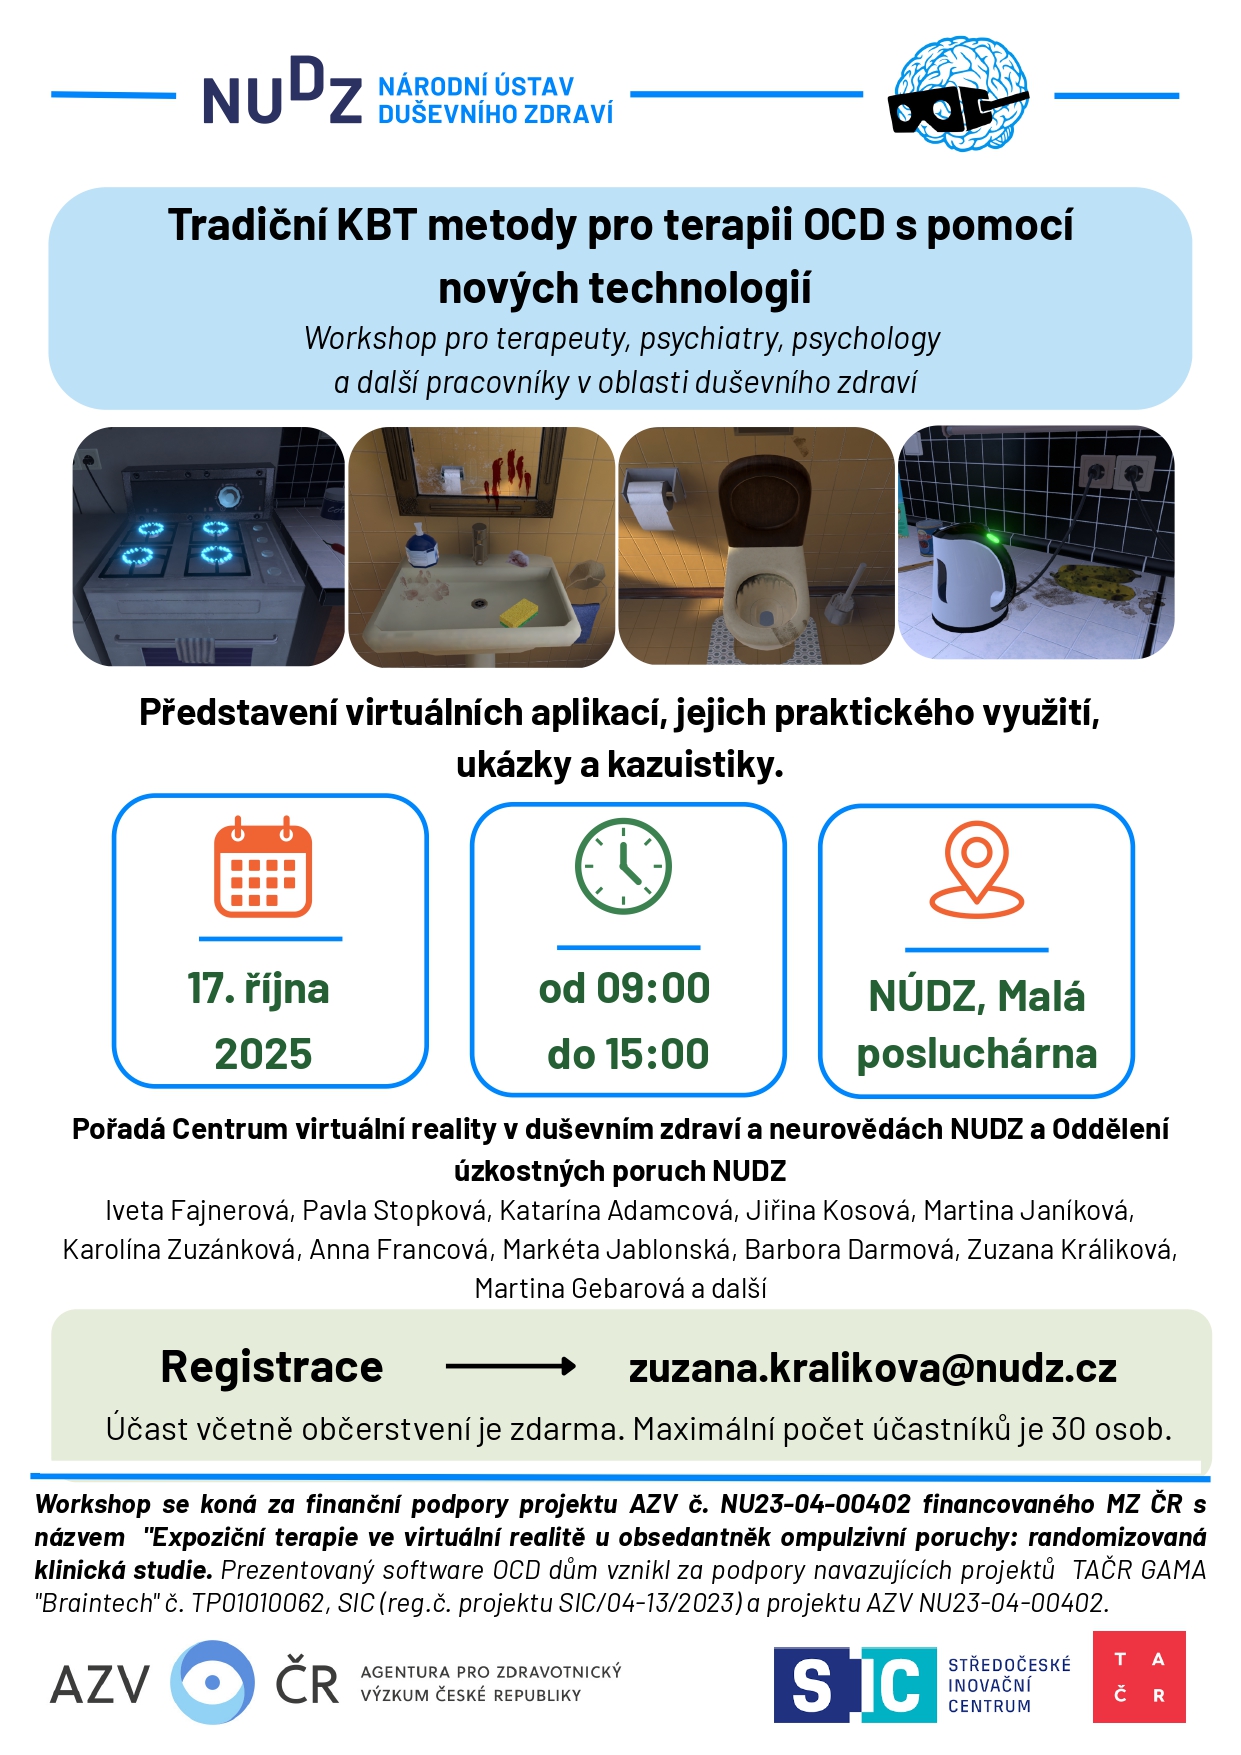 NUDZ
NÁRODNÍ ÚSTAV
DUŠEVNÍHO ZDRAVÍ
Tradiční KBT metody pro terapii OCD s pomocí
nových technologií
Workshop pro terapeuty, psychiatry, psychology
a další pracovníky v oblasti duševního zdraví
Představení virtuálních aplikací, jejich praktického využití,
ukázky a kazuistiky.
17. října
2025
od 09:00
do 15:00
NÚDZ, Malá
posluchárna
Pořadá Centrum virtuální reality v duševním zdraví a neurovědách NUDZ a Oddělení
úzkostných poruch NUDZ
Iveta Fajnerová, Pavla Stopková, Katarína Adamcová, Jiřina Kosová, Martina Janíková,
Karolína Zuzánková, Anna Francová, Markéta Jablonská, Barbora Darmová, Zuzana Králiková,
Martina Gebarová a další
Registrace zuzana.kralikova@nudz.cz
Účast včetně občerstvení je zdarma. Maximální počet účastníků je 30 osob.
Workshop se koná za finanční podpory projektu AZV č. NU23-04-00402 financovaného MZ ČR s
názvem "Expoziční terapie ve virtuální realitě u obsedantněk ompulzivní poruchy: randomizovaná
klinická studie. Prezentovaný software OCD dům vznikl za podpory navazujících projektů TAČR GAMA
"Braintech" č. TP01010062, SIC (reg.č. projektu SIC/04-13/2023) a projektu AZV NU23-04-00402.
AZV ČR
AGENTURA PRO ZDRAVOTNICKÝ
VÝZKUM ČESKÉ REPUBLIKY
SIC
STŘEDOČESKÉ
INOVAČNÍ
CENTRUM
T A
Č R